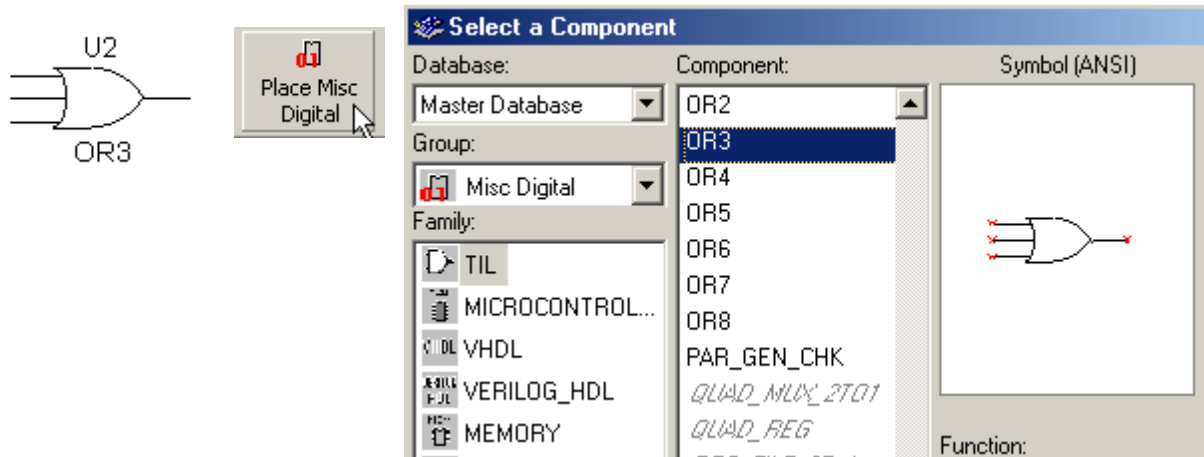 U2
OR3
Place Misc
Digital
Select a Component
Database:
Master Database
Group:
Misc Digital
Family:
TIL
MICROCONTROL...
VHDL
VERILOG_HDL
MEMORY
Component:
OR2
OR3
OR4
OR5
OR6
OR7
OR8
PAR_GEN_CHK
QUAD_MUX_2TO1
QUAD_REG
Symbol (ANSI)
Function: